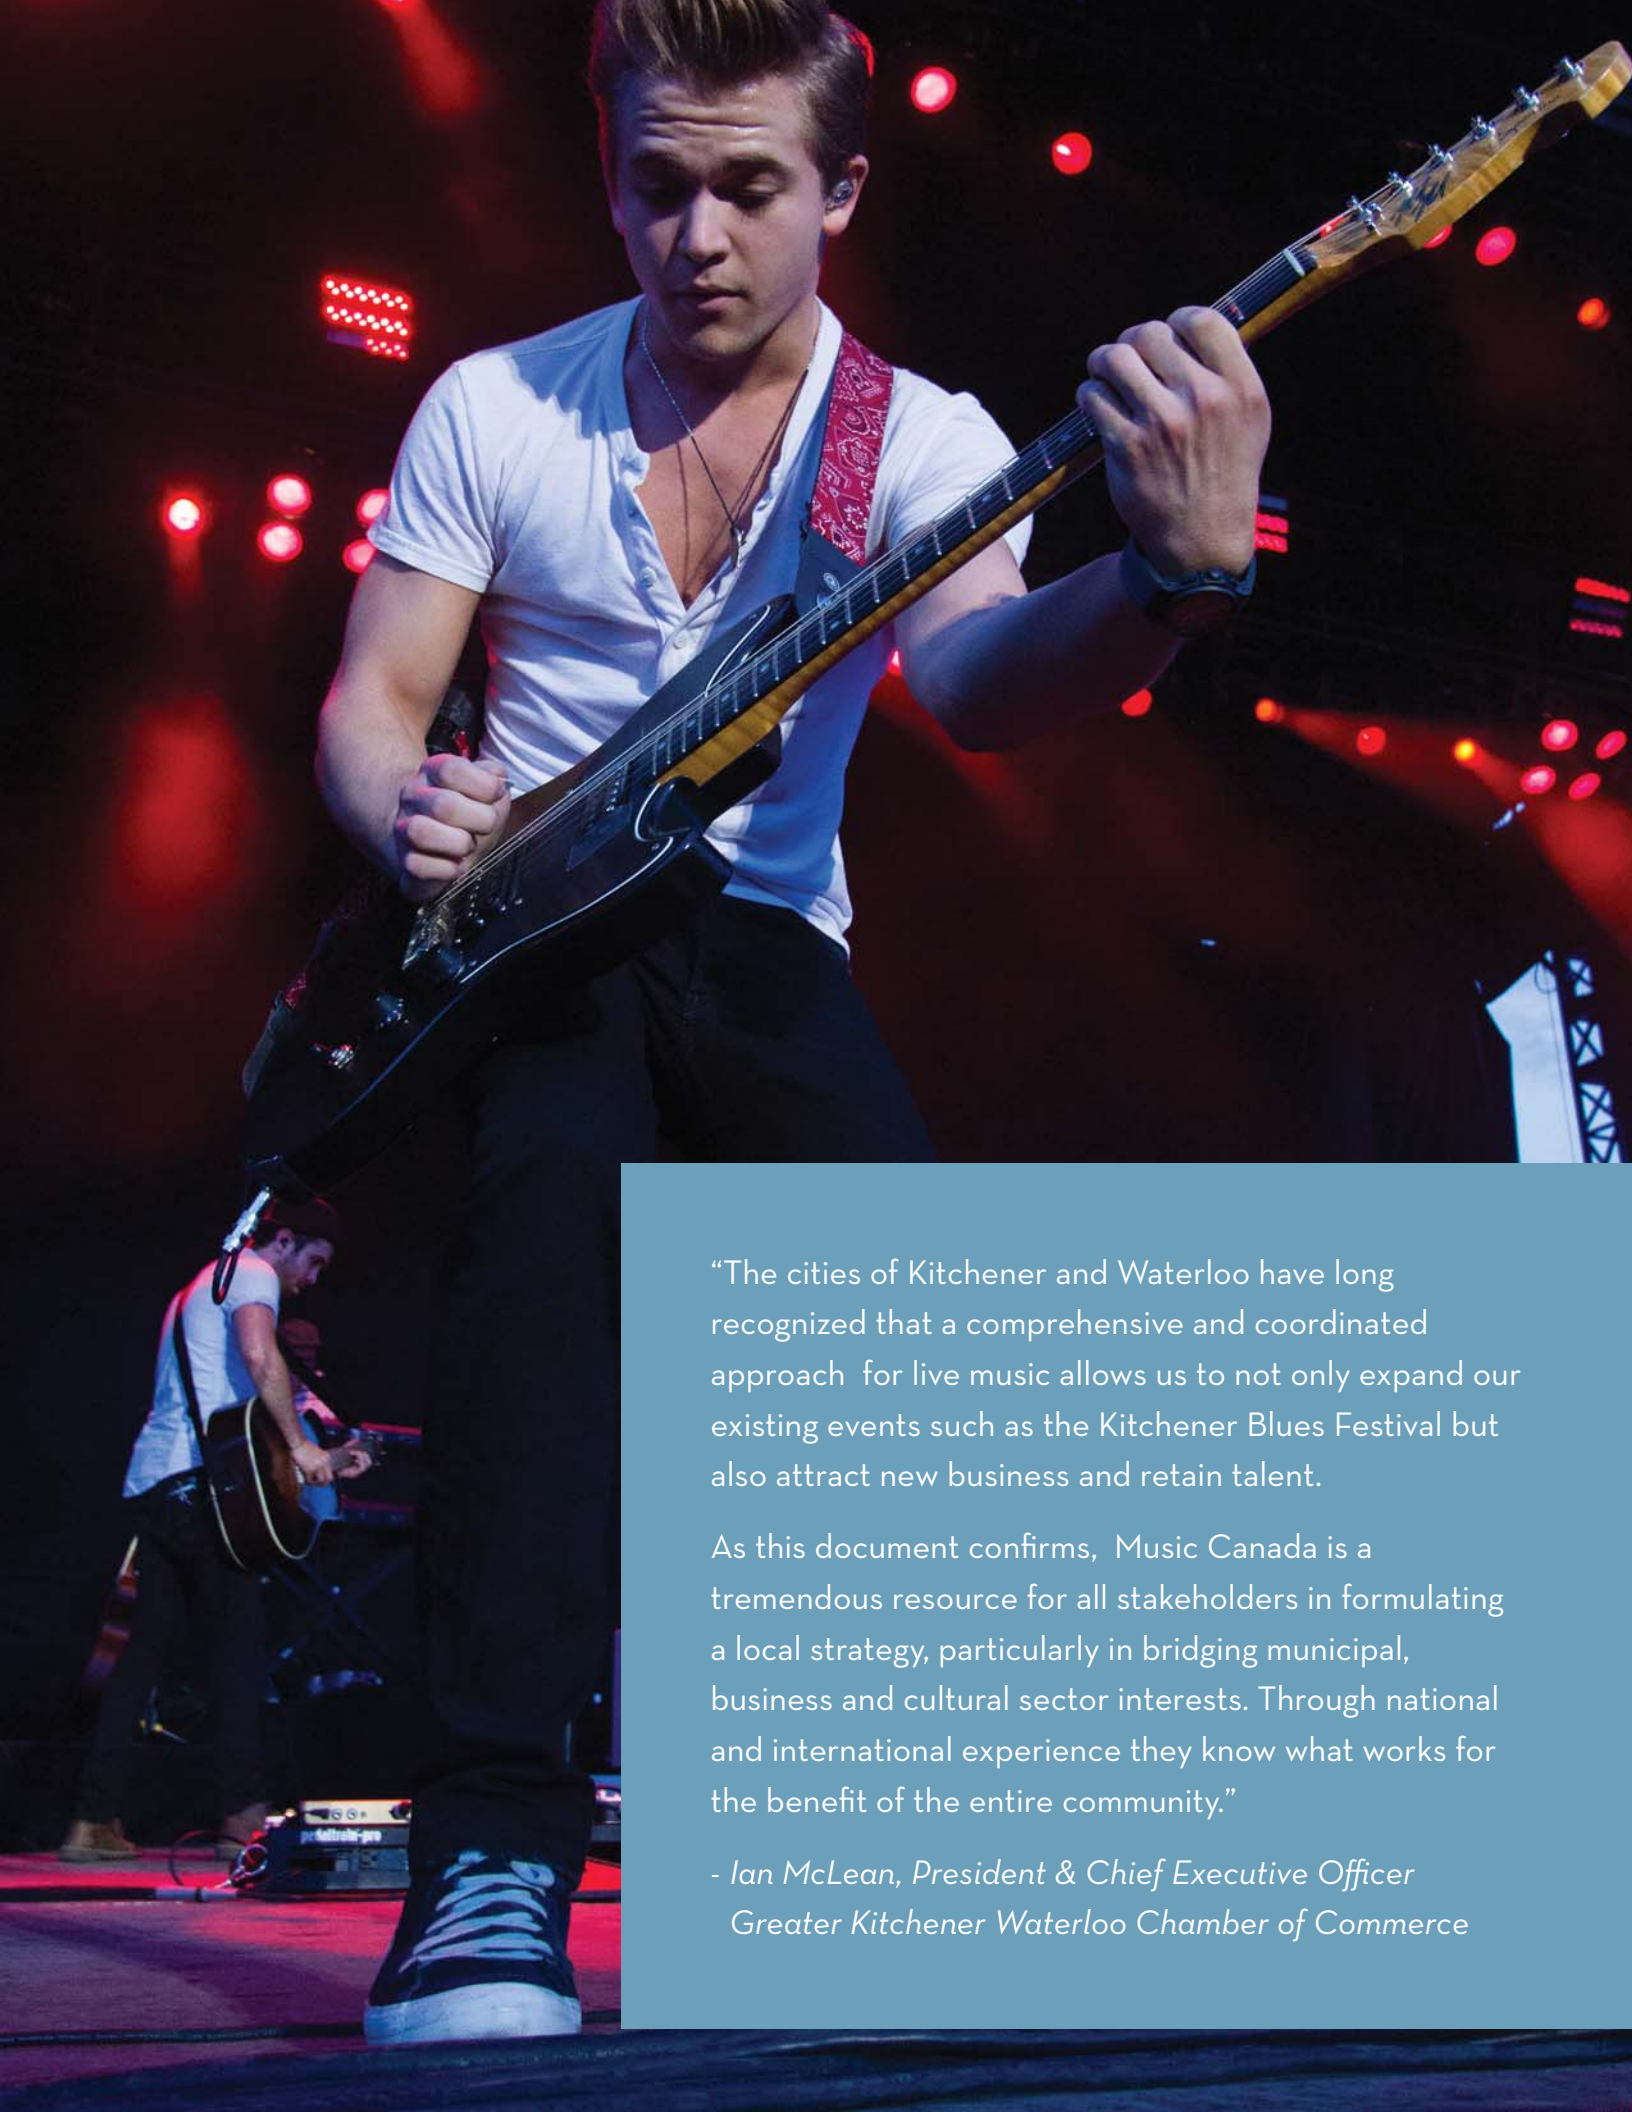 pedaltrain-pro
“The cities of Kitchener and Waterloo have long
recognized that a comprehensive and coordinated
approach  for live music allows us to not only expand our
existing events such as the Kitchener Blues Festival but
also attract new business and retain talent.
As this document confirms,  Music Canada is a
tremendous resource for all stakeholders in formulating
a local strategy, particularly in bridging municipal,
business and cultural sector interests. Through national
and international experience they know what works for
the benefit of the entire community.”
- Ian McLean, President & Chief Executive Officer
Greater Kitchener Waterloo Chamber of Commerce